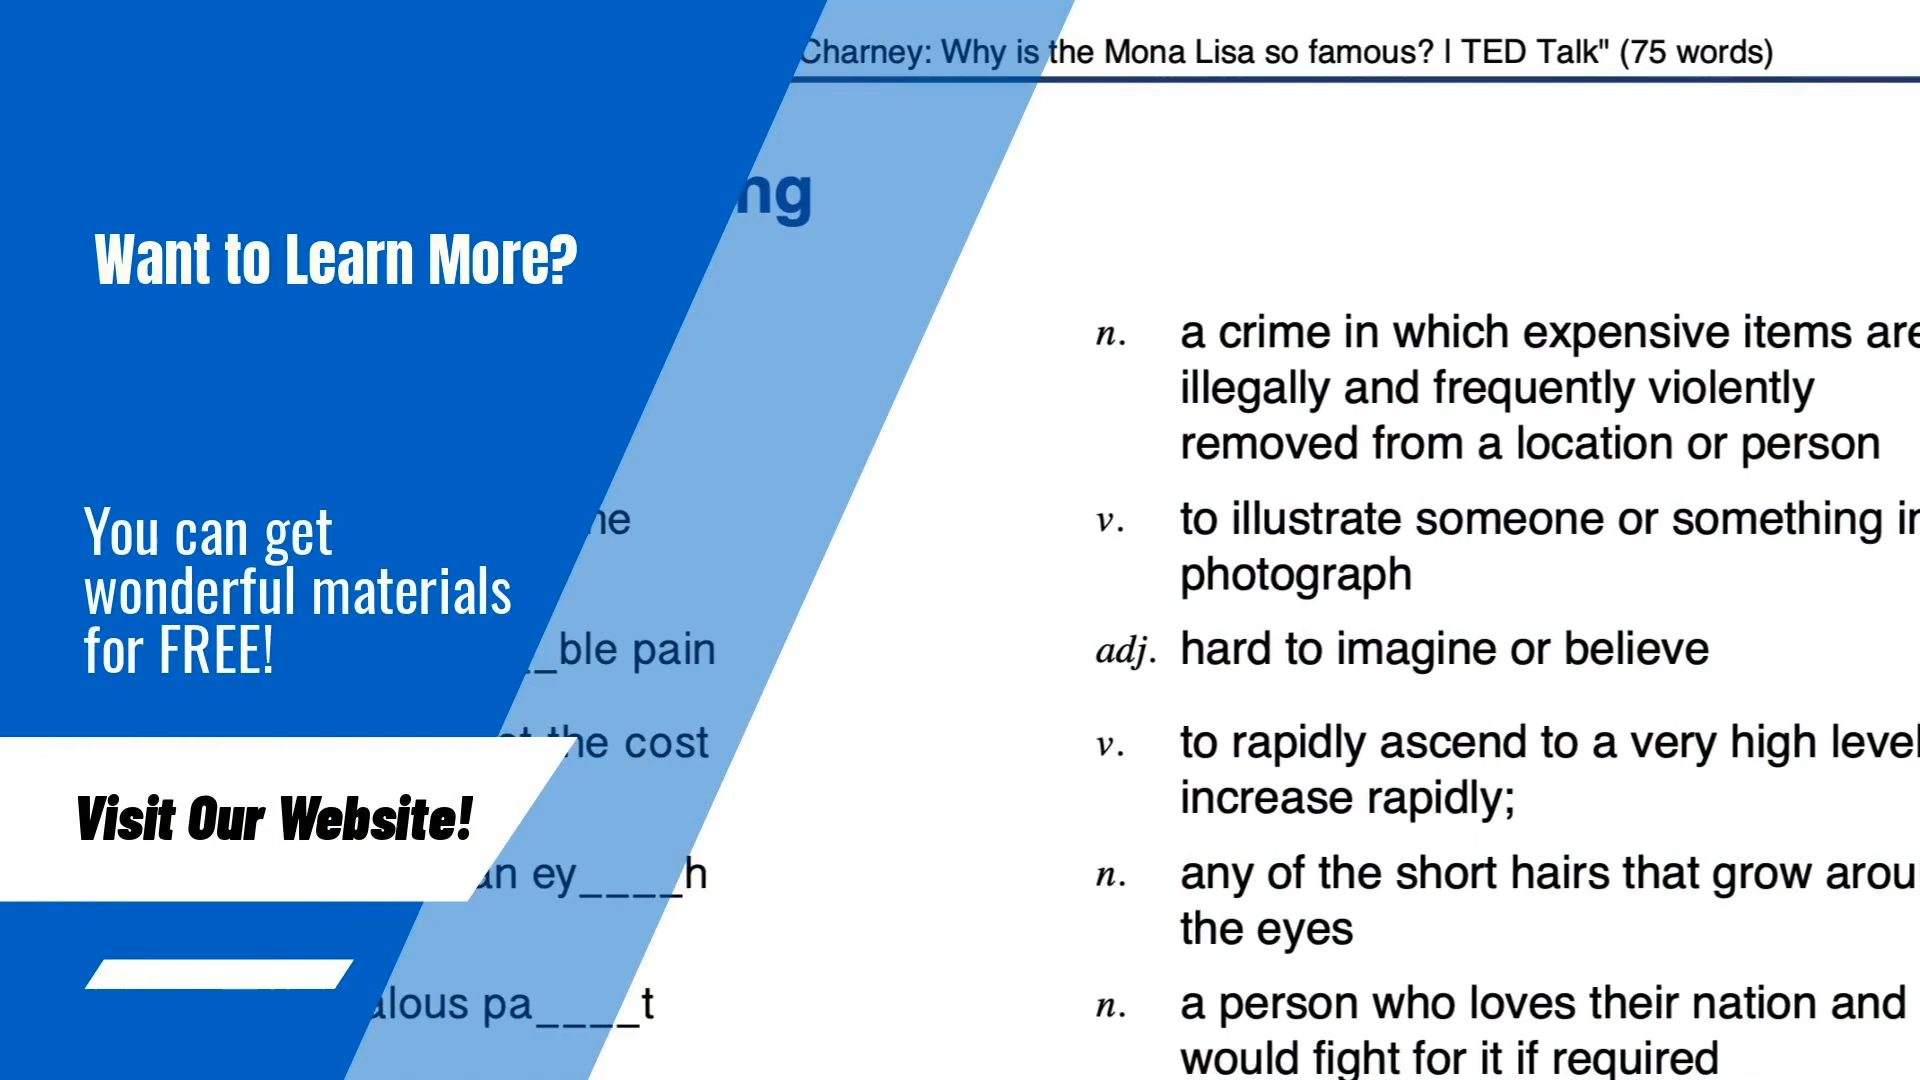 Charney: Why is the Mona Lisa so famous? | TED Talk" (75 words)
ng
Want to Learn More?
You can get
wonderful materials
for FREE!
Visit Our Website!
n. a crime in which expensive items are
illegally and frequently violently
removed from a location or person
ne
v. to illustrate someone or something in
photograph
_ble pain
adj. hard to imagine or believe
the cost
v. to rapidly ascend to a very high level
increase rapidly;
an ey____h
n. any of the short hairs that grow arou
the eyes
alous pa____t
n. a person who loves their nation and
would fight for it if required